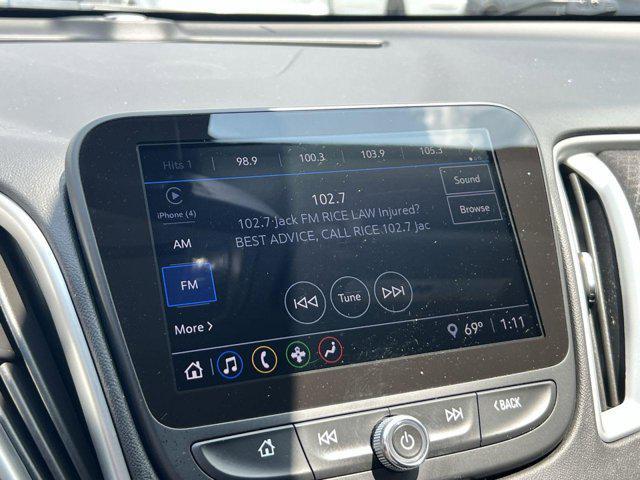 Hits 1 98.9 100.3 103.9 105.3
iPhone (4)
102.7
Sound
102.7 Jack FM RICE LAW Injured?
BEST ADVICE, CALL RICE 102.7 Jac
Browse
AM
FM
Tune
More
69° 1:11
BACK